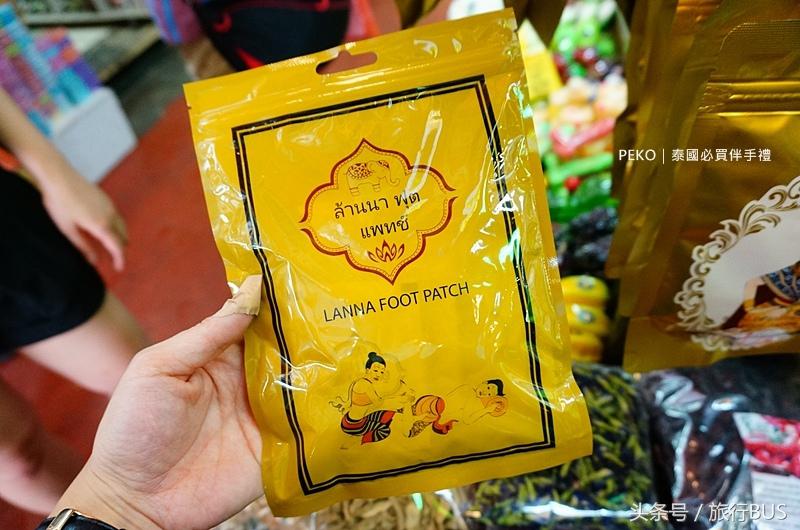 ล้านนา พุต
แพทช์
LANNA FOOT PATCH
PEKO | 泰國必買伴手禮
头条号 / 旅行BUS